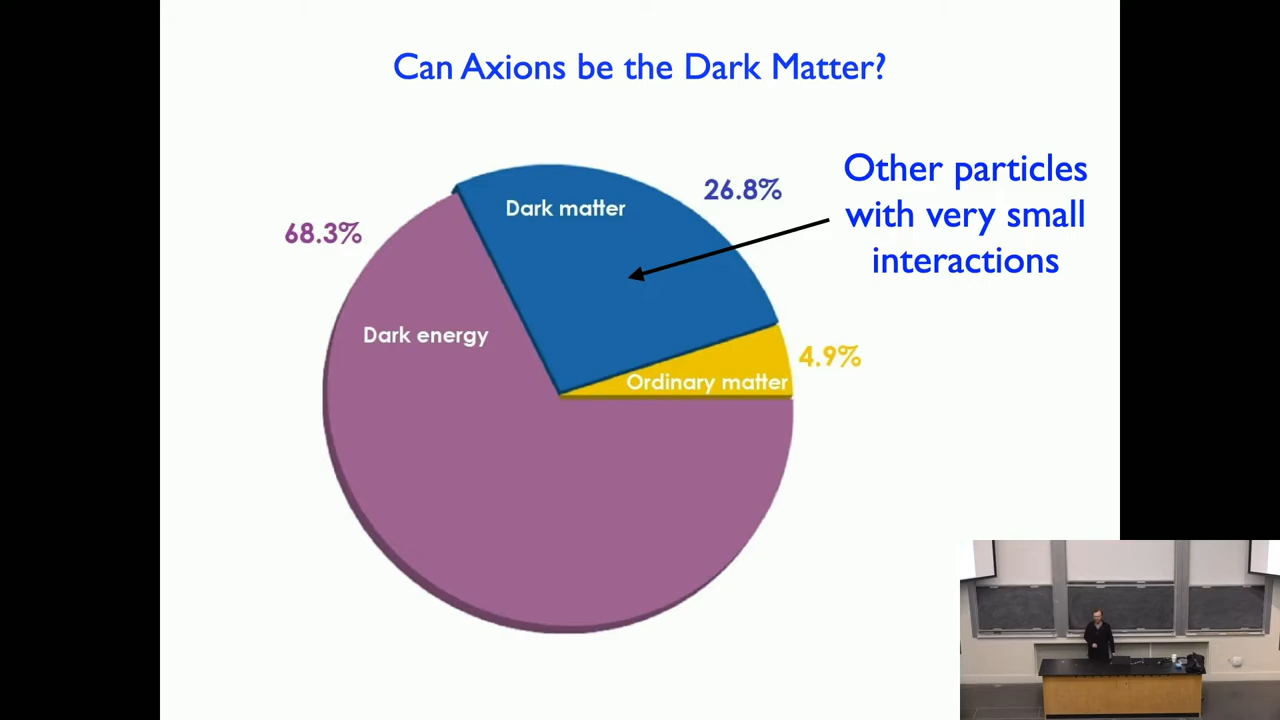 Can Axions be the Dark Matter?
Other particles
with very small
interactions
26.8%
Dark matter
68.3%
Dark energy
4.9%
Ordinary matter